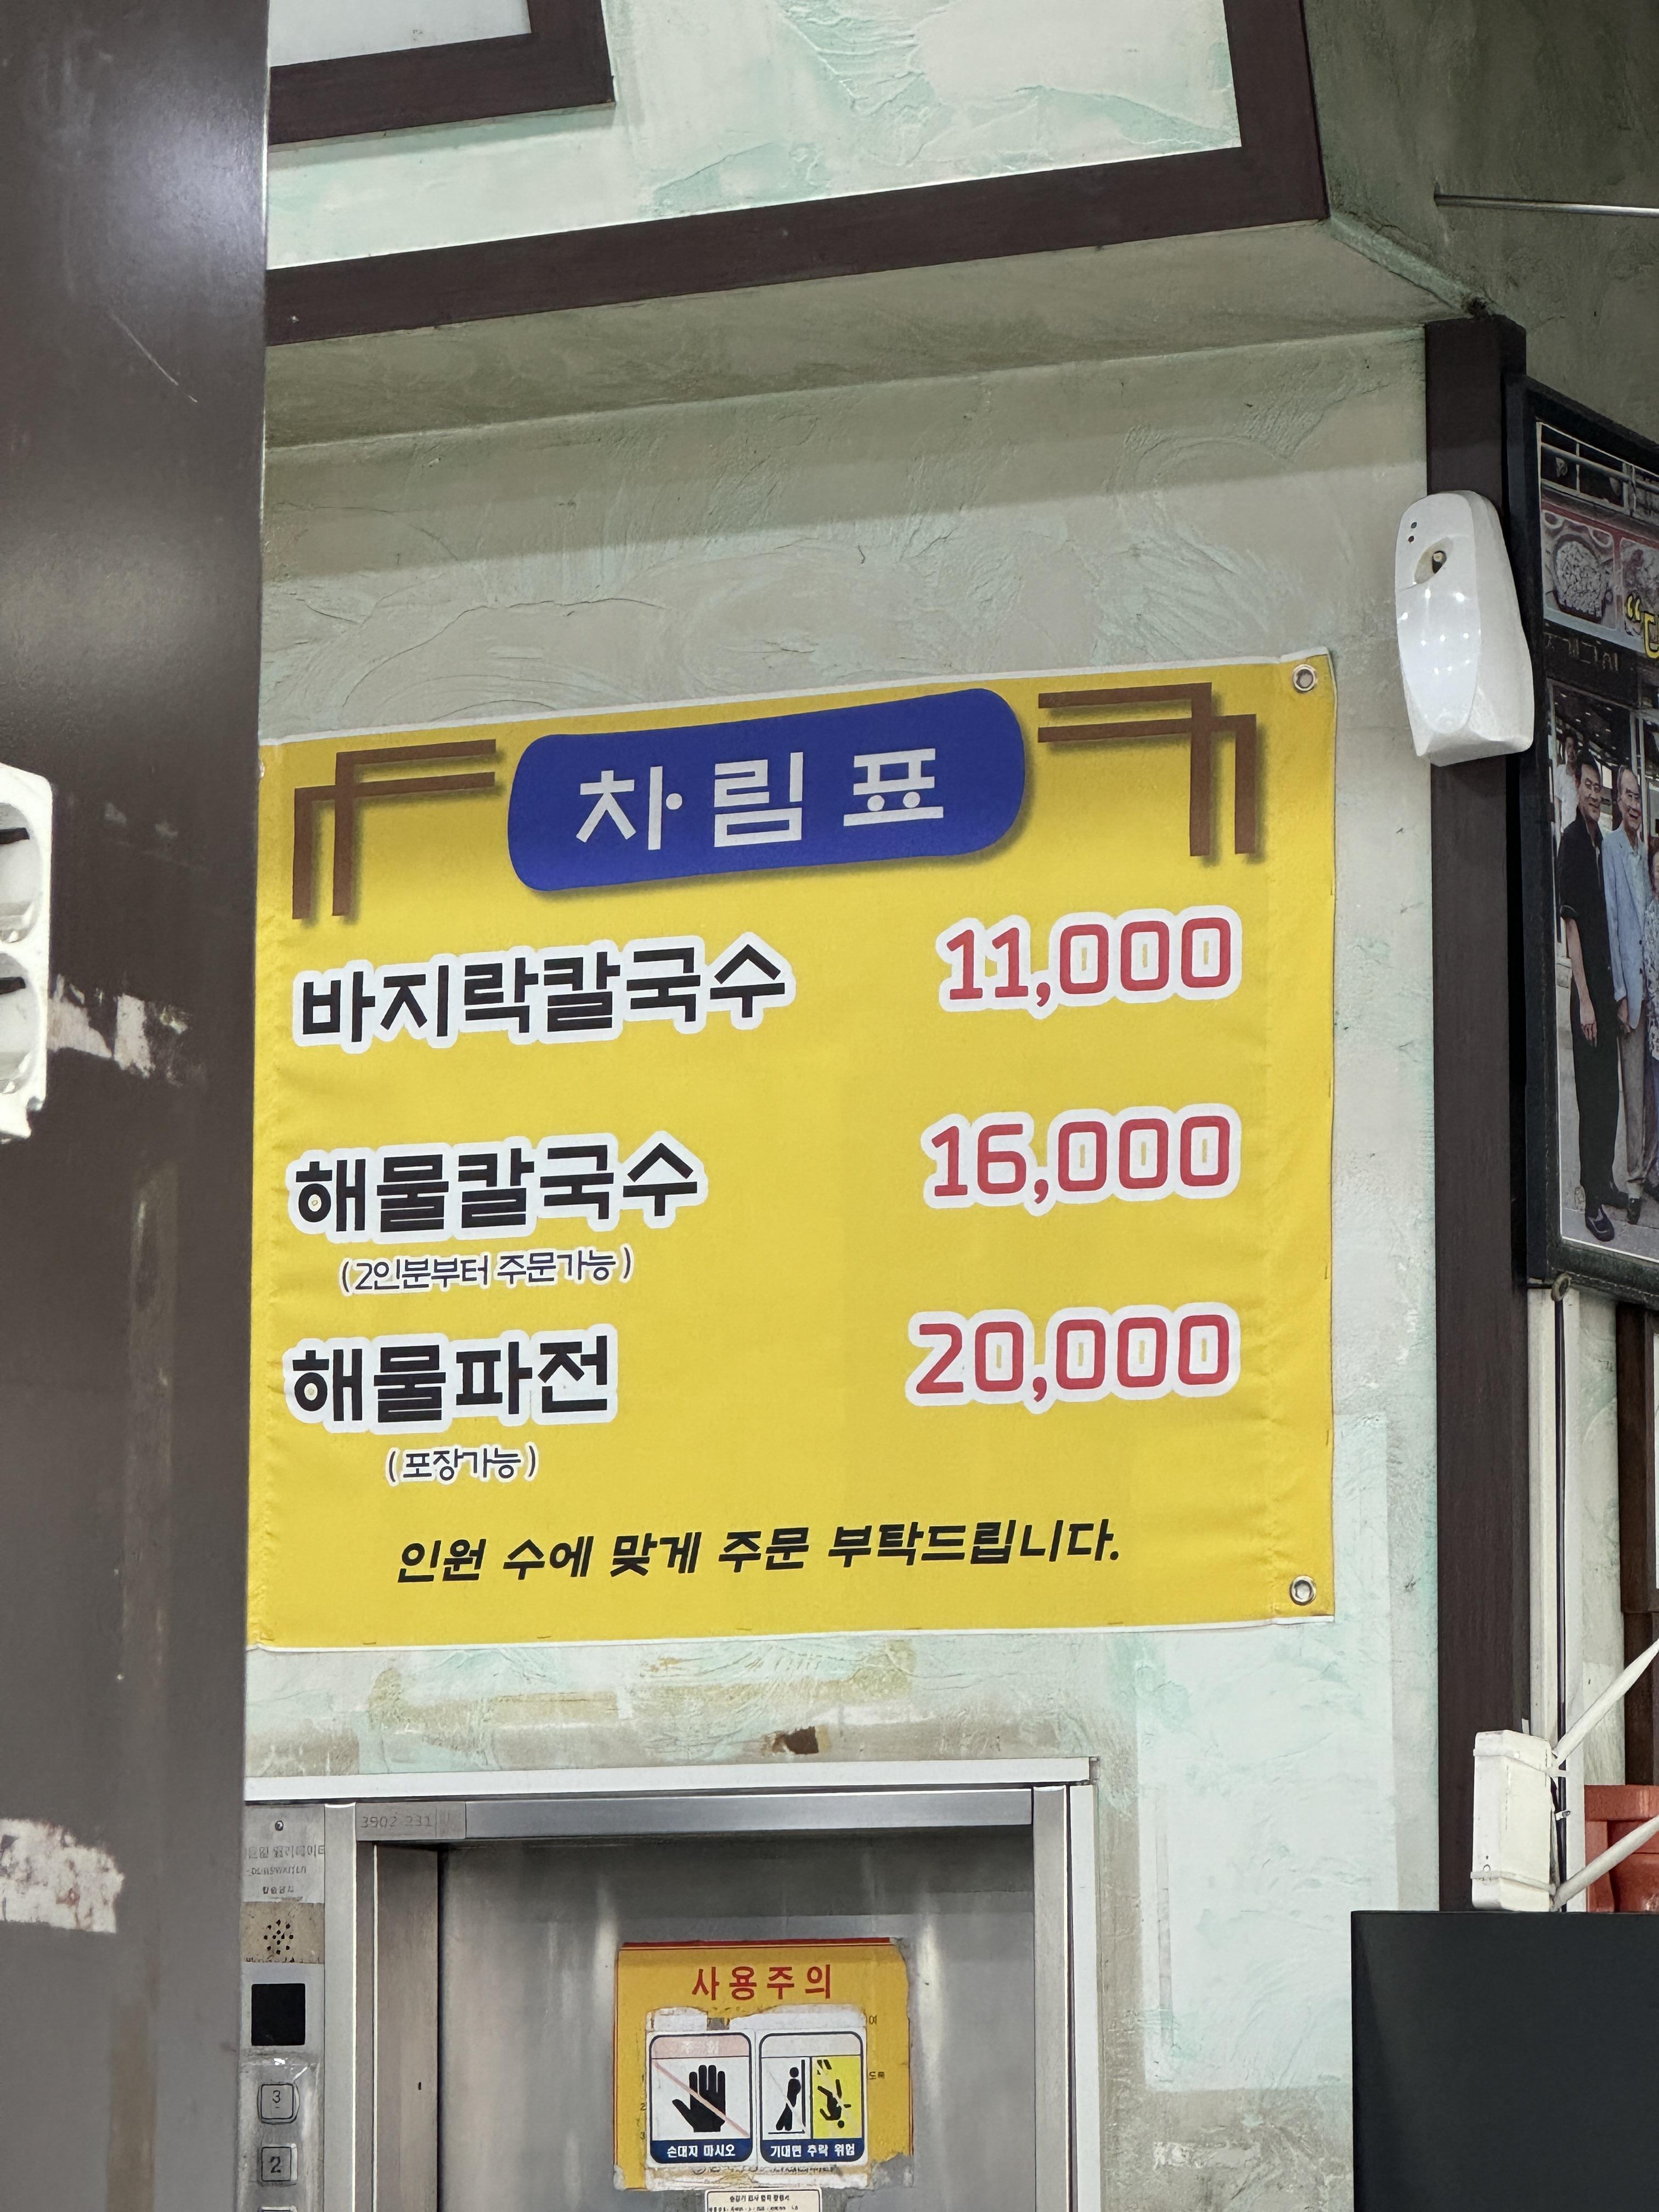 차림표
바지락칼국수 11,000
해물칼국수 16,000
(2인분부터 주문가능)
해물파전 20,000
(포장가능)
인원 수에 맞게 주문 부탁드립니다.
3902 231
사용주의
손대지 마시오
기대면 추락 위험
3
2